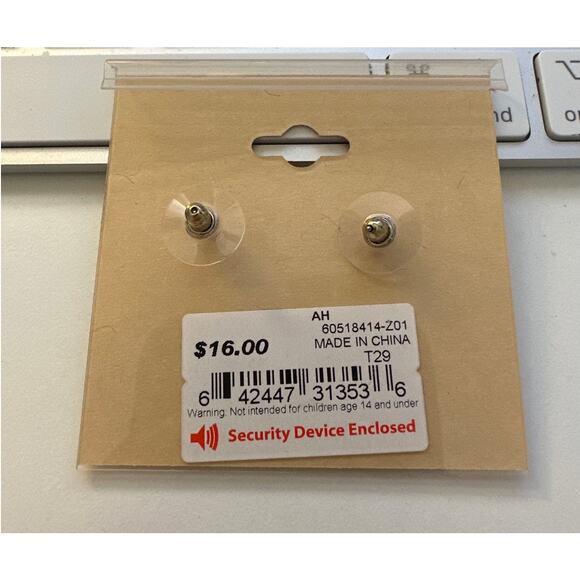 nd
AH
60518414-Z01
$16.00
MADE IN CHINA
T29
6 42447 31353 6
Warning: Not intended for children age 14 and under
Security Device Enclosed